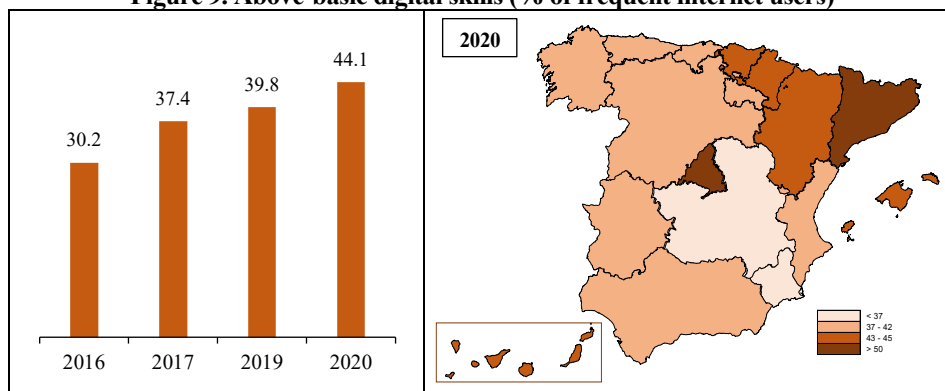 Figure 9. Above-basic digital skills (% of frequent internet users)
2020
44.1
39.8
37.4
30.2
2016 2017 2019 2020
< 37
37 - 42
43 - 45
> 50